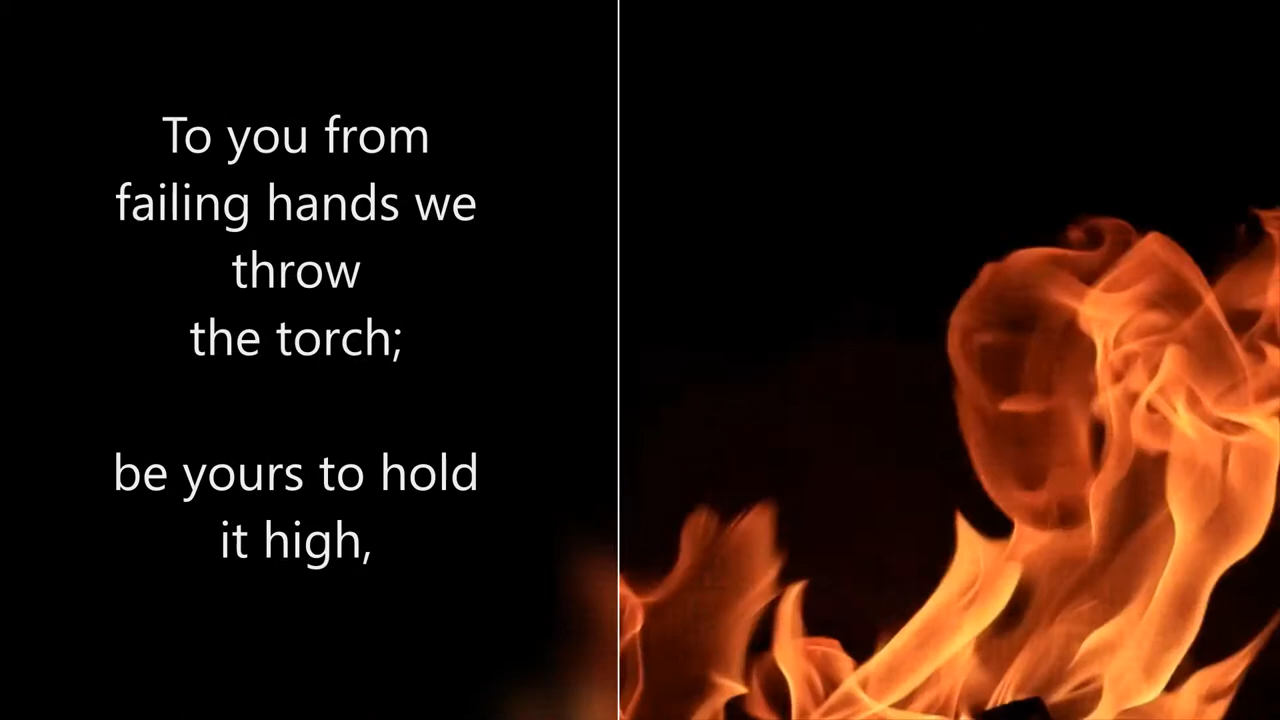 To you from
failing hands we
throw
the torch;
be yours to hold
it high,